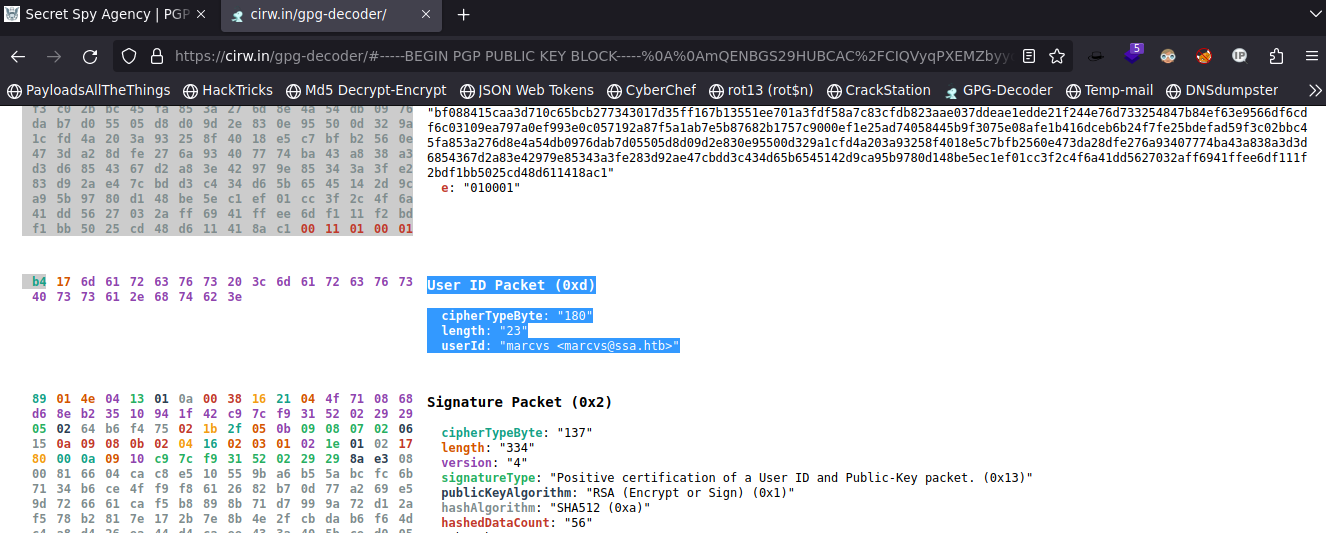 Secret Spy Agency | PGP
cirw.in/gpg-decoder/
https://cirw.in/gpg-decoder/#-----BEGIN PGP PUBLIC KEY BLOCK-----%0A%0AmQENBGS29HUBCAC%2FCIQVyqPXEMZbyy
5
IP
PayloadsAllTheThings
HackTricks
Md5 Decrypt-Encrypt
JSON Web Tokens
CyberChef
rot13 (rot$n)
CrackStation
GPG-Decoder
Temp-mail
DNSdumpster
f3 c0 2b bc 45 fa 85 3a 27 6d 8e 4a 54 db 09 76
da b7 d0 55 05 d8 d0 9d 2e 83 0e 95 50 0d 32 9a
1c fd 4a 20 3a 93 25 8f 40 18 e5 c7 bf b2 56 0e
47 3d a2 8d fe 27 6a 93 40 77 74 ba 43 a8 38 a3
d3 d6 85 43 67 d2 a8 3e 42 97 9e 85 34 3a 3f e2
83 d9 2a e4 7c bd d3 c4 34 d6 5b 65 45 14 2d 9c
a9 5b 97 80 d1 48 be 5e c1 ef 01 cc 3f 2c 4f 6a
41 dd 56 27 03 2a ff 69 41 ff ee 6d f1 11 f2 bd
f1 bb 50 25 cd 48 d6 11 41 8a c1 00 11 01 00 01
"bf088415caa3d710c65bcb277343017d35ff167b13551ee701a3fdf58a7c83cfdb823aae037ddeae1edde21f244e76d733254847b84ef63e9566df6cd
f6c03109ea797a0ef993e0c057192a87f5a1ab7e5b87682b1757c9000ef1e25ad74058445b9f3075e08afe1b416dceb6b24f7fe25bdefad59f3c02bbc4
5fa853a276d8e4a54db0976dab7d05505d8d09d2e830e95500d329a1cfd4a203a93258f4018e5c7bfb2560e473da28dfe276a93407774ba43a838a3d3d
6854367d2a83e42979e85343a3fe283d92ae47cbdd3c434d65b6545142d9ca95b9780d148be5ec1ef01cc3f2c4f6a41dd5627032aff6941ffee6df111f
2bdf1bb5025cd48d611418ac1"
e: "010001"
b4 17 6d 61 72 63 76 73 20 3c 6d 61 72 63 76 73
40 73 73 61 2e 68 74 62 3e
User ID Packet (0xd)
cipherTypeByte: "180"
length: "23"
userId: "marcvs <marcvs@ssa.htb>"
89 01 4e 04 13 01 0a 00 38 16 21 04 4f 71 08 68
d6 8e b2 35 10 94 1f 42 c9 7c f9 31 52 02 29 29
05 02 64 b6 f4 75 02 1b 2f 05 0b 09 08 07 02 06
15 0a 09 08 0b 02 04 16 02 03 01 02 1e 01 02 17
80 00 0a 09 10 c9 7c f9 31 52 02 29 29 8a e3 08
00 81 66 04 ca c8 e5 10 55 9b a6 b5 5a bc fc 6b
71 34 b6 ce 4f f9 f8 61 26 82 b7 0d 77 a2 69 e5
9d 72 66 61 ca f5 b8 89 8b 71 d7 99 9a 72 d1 2a
f5 78 b2 81 7e 17 2b 7e 8b 4e 2f cb da b6 f6 4d
Signature Packet (0x2)
cipherTypeByte: "137"
length: "334"
version: "4"
signatureType: "Positive certification of a User ID and Public-Key packet. (0x13)"
publicKeyAlgorithm: "RSA (Encrypt or Sign) (0x1)"
hashAlgorithm: "SHA512 (0xa)"
hashedDataCount: "56"